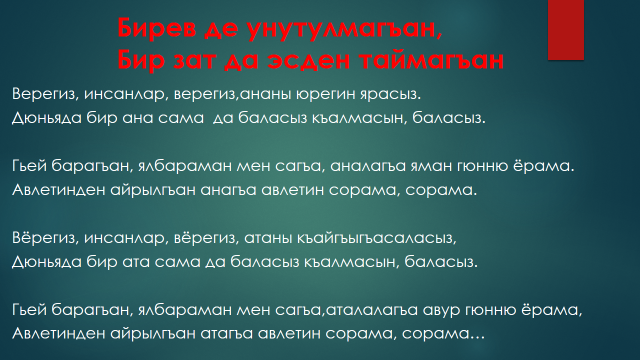 Бирев де унутулмагъан,
Бир зат да эсден таймагъан
Верегиз, инсанлар, верегиз,ананы юрегин ярасыз.
Дюньяда бир ана сама да баласыз къалмасын, баласыз.
Гьей барагъан, ялбараман мен сагъа, аналагъа яман гюнню ёрама.
Авлетинден айрылгъан анагъа авлетин сорама, сорама.
Вёрегиз, инсанлар, вёрегиз, атаны къайгъыгъасаласыз,
Дюньяда бир ата сама да баласыз къалмасын, баласыз.
Гьей барагъан, ялбараман мен сагъа,аталалагъа авур гюнню ёрама,
Авлетинден айрылгъан атагъа авлетин сорама, сорама…